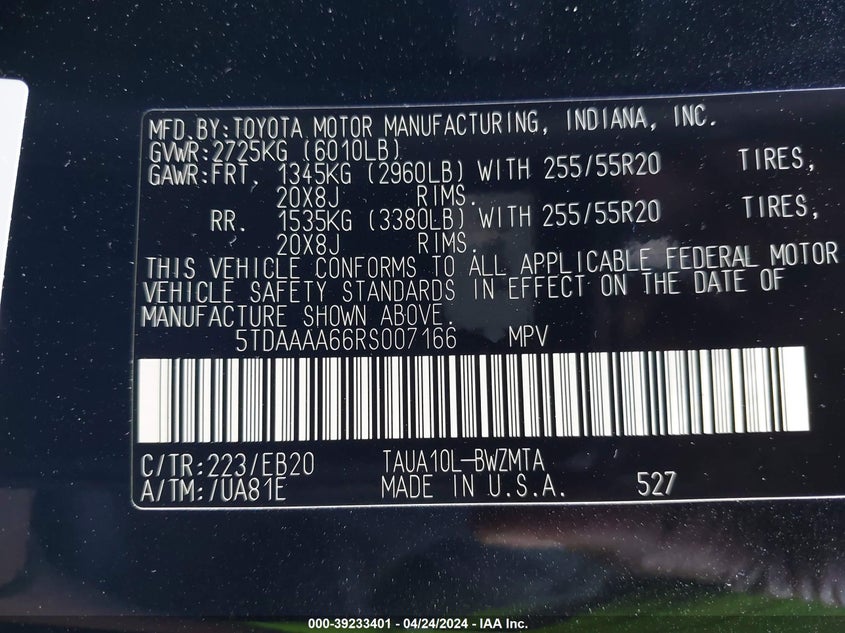 MFD.BY:TOYOTA MOTOR MANUFACTURING, INDIANA, INC.
GVWR:2725KG (6010LB)
GAWR:FRT. 1345KG (2960LB) WITH 255/55R20 TIRES,
20X8J RIMS.
RR. 1535KG (3380LB) WITH 255/55R20 TIRES,
20X8J RIMS.
THIS VEHICLE CONFORMS TO ALL APPLICABLE FEDERAL MOTOR
VEHICLE SAFETY STANDARDS IN EFFECT ON THE DATE OF
MANUFACTURE SHOWN ABOVE.
5TDAAAA66RS007166 MPV
C/TR:223/EB20 TAUA10L-BWZMTA
A/TM:/UA81E MADE IN U.S.A. 527
000-39233401 - 04/24/2024 - IAA Inc.